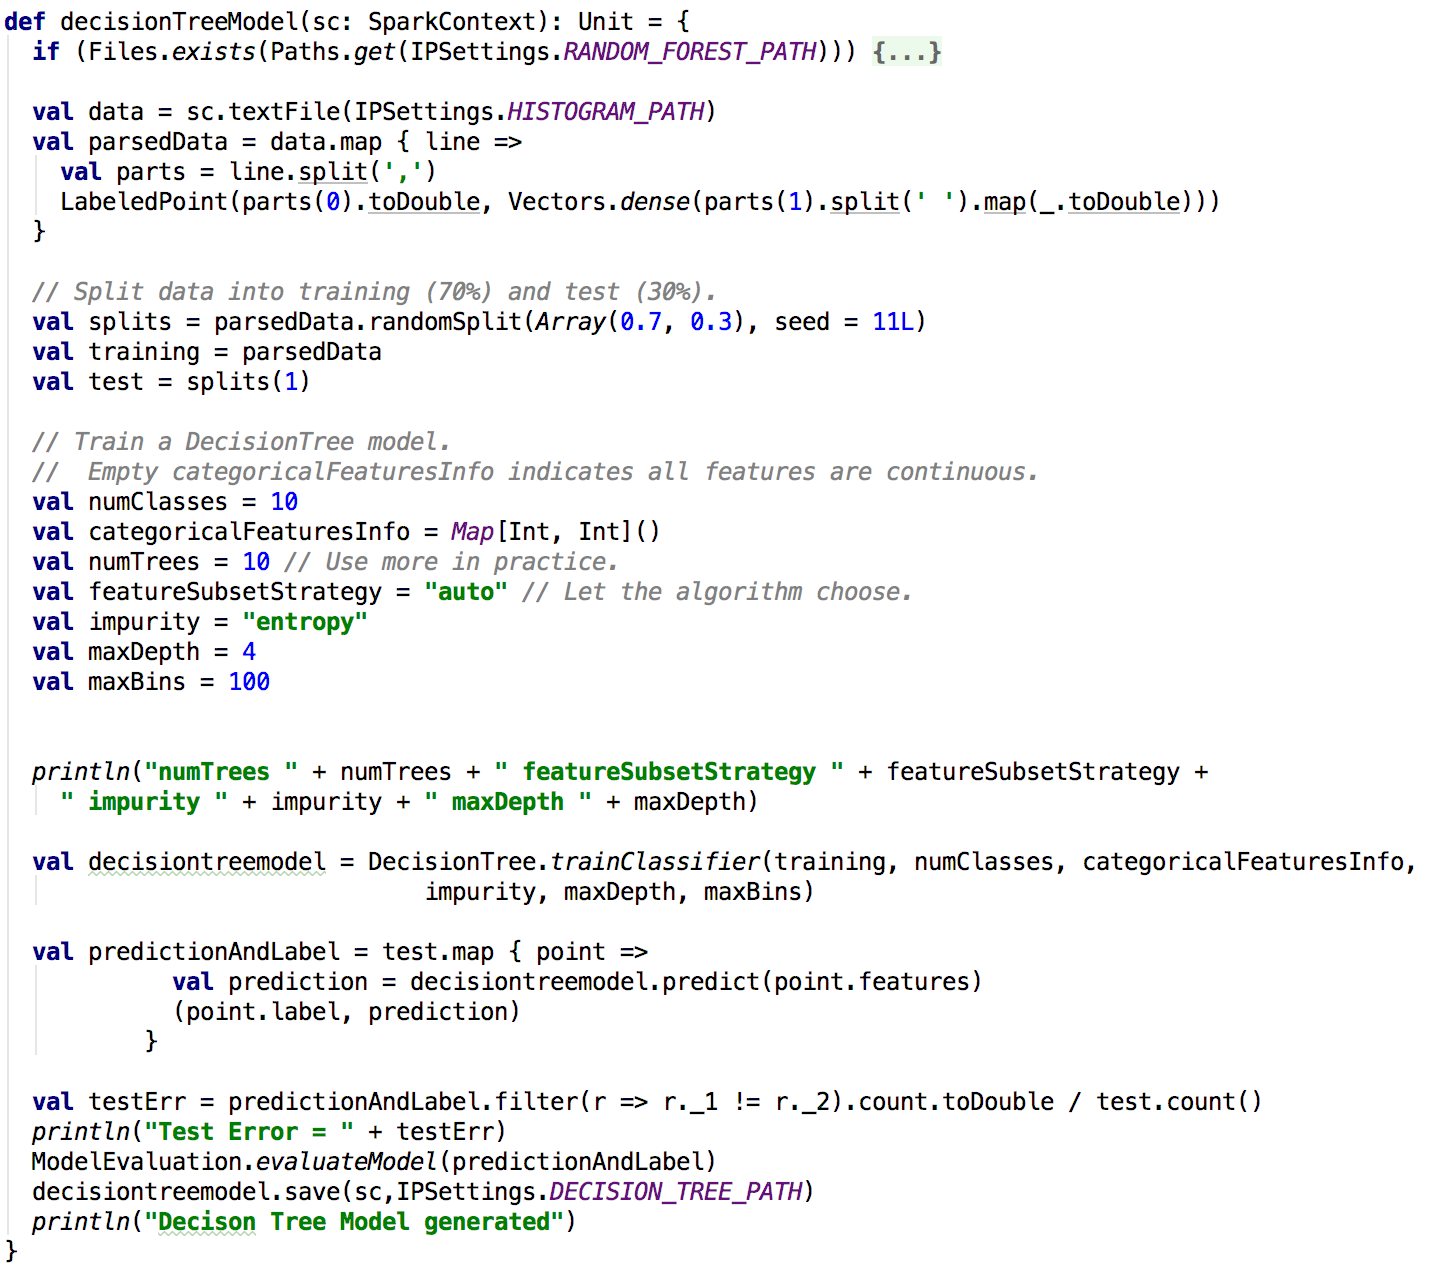 def decisionTreeModel(sc: SparkContext): Unit = {
  if (Files.exists(Paths.get(IPSettings.RANDOM_FOREST_PATH))) {...}

  val data = sc.textFile(IPSettings.HISTOGRAM_PATH)
  val parsedData = data.map { line =>
    val parts = line.split(',')
    LabeledPoint(parts(0).toDouble, Vectors.dense(parts(1).split(' ').map(_.toDouble)))
  }

  // Split data into training (70%) and test (30%).
  val splits = parsedData.randomSplit(Array(0.7, 0.3), seed = 11L)
  val training = parsedData
  val test = splits(1)

  // Train a DecisionTree model.
  //  Empty categoricalFeaturesInfo indicates all features are continuous.
  val numClasses = 10
  val categoricalFeaturesInfo = Map[Int, Int]()
  val numTrees = 10 // Use more in practice.
  val featureSubsetStrategy = "auto" // Let the algorithm choose.
  val impurity = "entropy"
  val maxDepth = 4
  val maxBins = 100


  println("numTrees " + numTrees + " featureSubsetStrategy " + featureSubsetStrategy +
    " impurity " + impurity + " maxDepth " + maxDepth)

  val decisiontreemodel = DecisionTree.trainClassifier(training, numClasses, categoricalFeaturesInfo,
                              impurity, maxDepth, maxBins)

  val predictionAndLabel = test.map { point =>
            val prediction = decisiontreemodel.predict(point.features)
            (point.label, prediction)
          }

  val testErr = predictionAndLabel.filter(r => r._1 != r._2).count.toDouble / test.count()
  println("Test Error = " + testErr)
  ModelEvaluation.evaluateModel(predictionAndLabel)
  decisiontreemodel.save(sc,IPSettings.DECISION_TREE_PATH)
  println("Decison Tree Model generated")
}